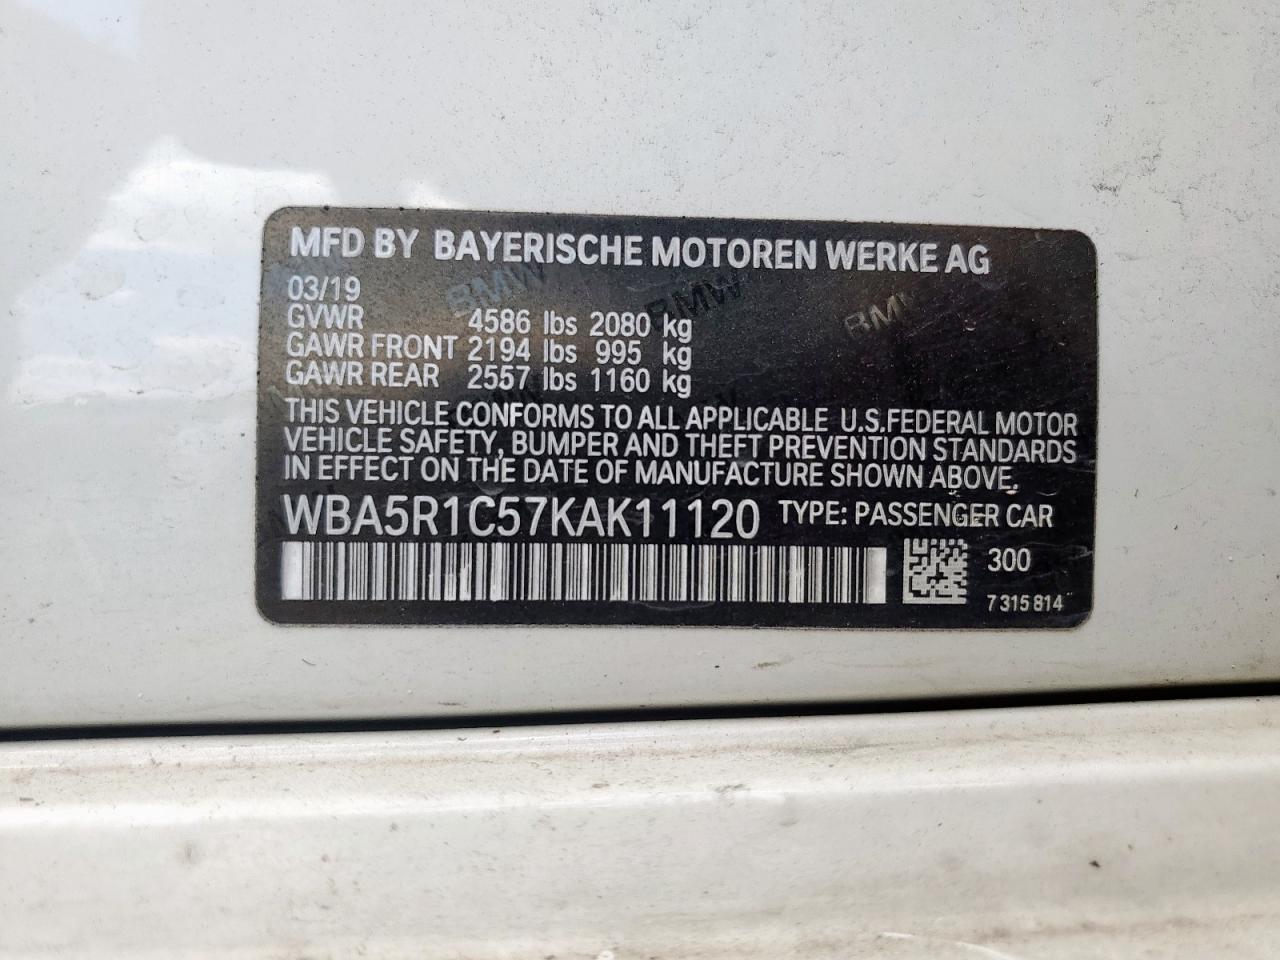 MFD BY BAYERISCHE MOTOREN WERKE AG
03/19
GVWR 4586 lbs 2080 kg
GAWR FRONT 2194 lbs 995 kg
GAWR REAR 2557 lbs 1160 kg
THIS VEHICLE CONFORMS TO ALL APPLICABLE U.S.FEDERAL MOTOR
VEHICLE SAFETY, BUMPER AND THEFT PREVENTION STANDARDS
IN EFFECT ON THE DATE OF MANUFACTURE SHOWN ABOVE.
WBA5R1C57KAK11120 TYPE: PASSENGER CAR
300
7 315 814
BMW BMW BMW